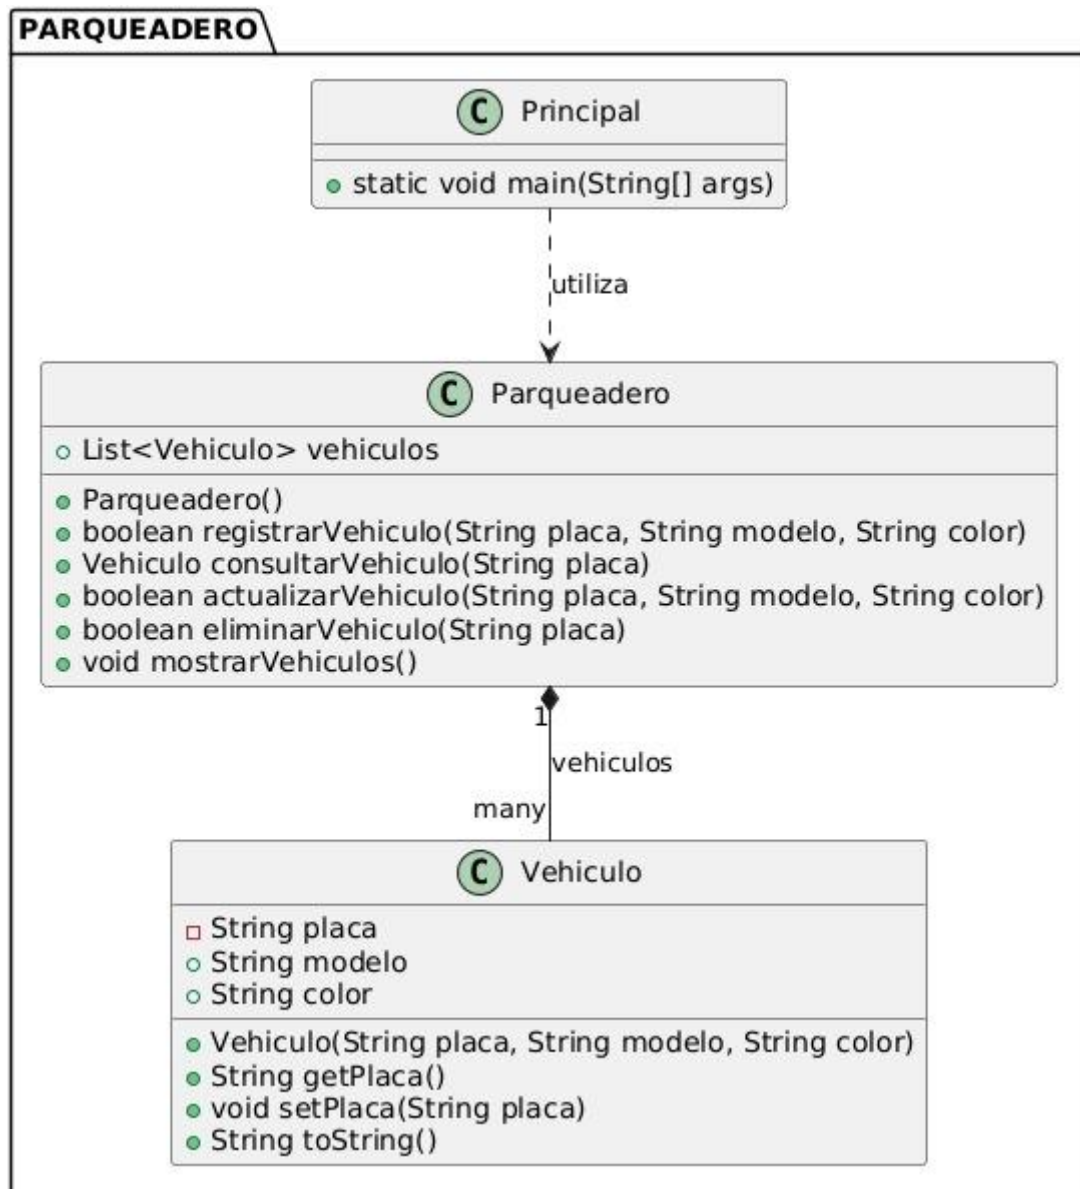 PARQUEADERO
C Principal
static void main(String[] args)
utiliza
C Parqueadero
List<Vehiculo> vehiculos
Parqueadero()
boolean registrarVehiculo(String placa, String modelo, String color)
Vehiculo consultarVehiculo(String placa)
boolean actualizarVehiculo(String placa, String modelo, String color)
boolean eliminarVehiculo(String placa)
void mostrarVehiculos()
1
vehiculos
many
C Vehiculo
String placa
String modelo
String color
Vehiculo(String placa, String modelo, String color)
String getPlaca()
void setPlaca(String placa)
String toString()